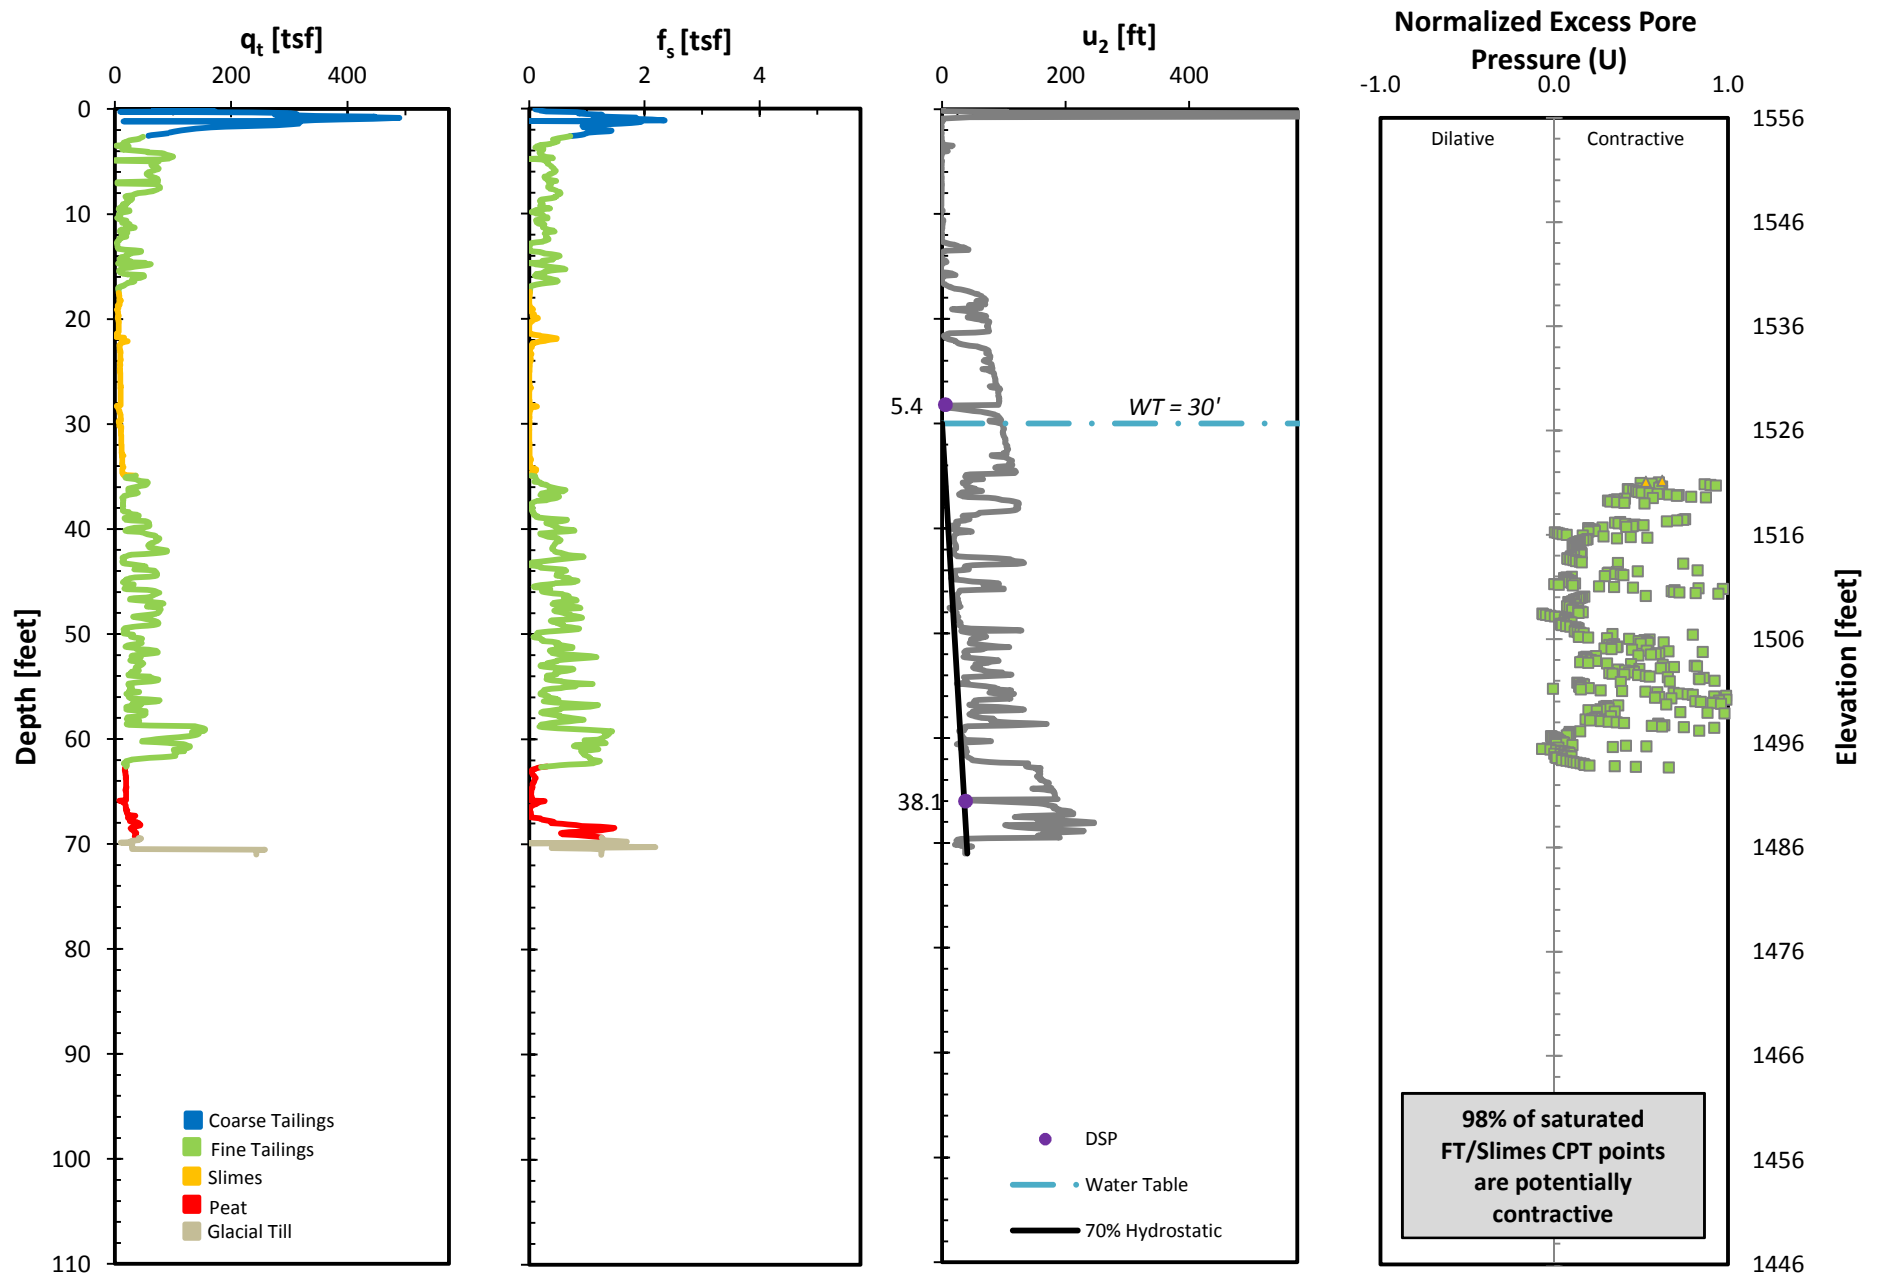 qt [tsf]
0
200
400
fs [tsf]
0
2
4
u2 [ft]
0
200
400
Normalized Excess Pore
Pressure (U)
-1.0
0.0
1.0
Depth [feet]
0
10
20
30
40
50
60
70
80
90
100
110
Coarse Tailings
Fine Tailings
Slimes
Peat
Glacial Till
5.4
WT = 30'
38.1
DSP
Water Table
70% Hydrostatic
Dilative
Contractive
98% of saturated
FT/Slimes CPT points
are potentially
contractive
1556
1546
1536
1526
1516
1506
1496
1486
1476
1466
1456
1446
Elevation [feet]